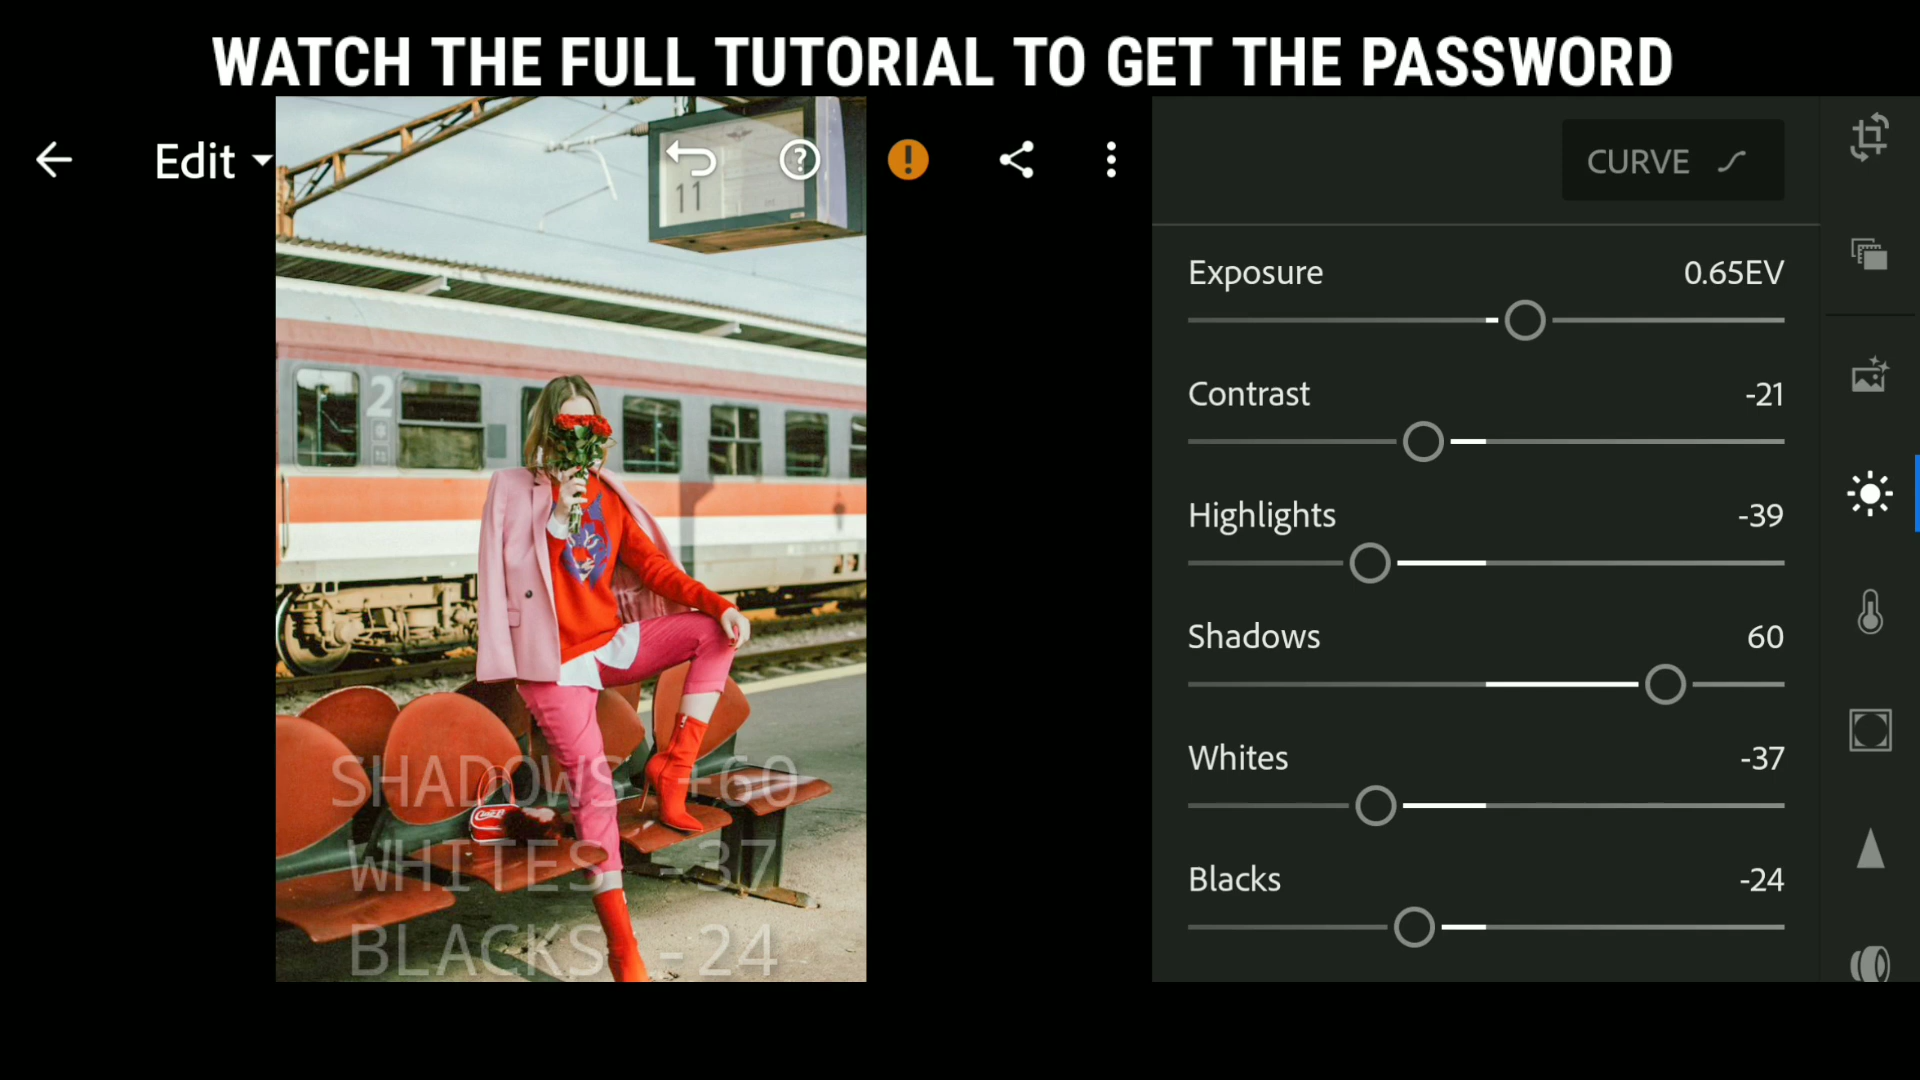 WATCH THE FULL TUTORIAL TO GET THE PASSWORD
Edit
CURVE
11
2
Exposure 0.65EV
Contrast -21
Highlights -39
Shadows 60
Whites -37
Blacks -24
SHADOWS +60
WHITES -37
BLACKS -24